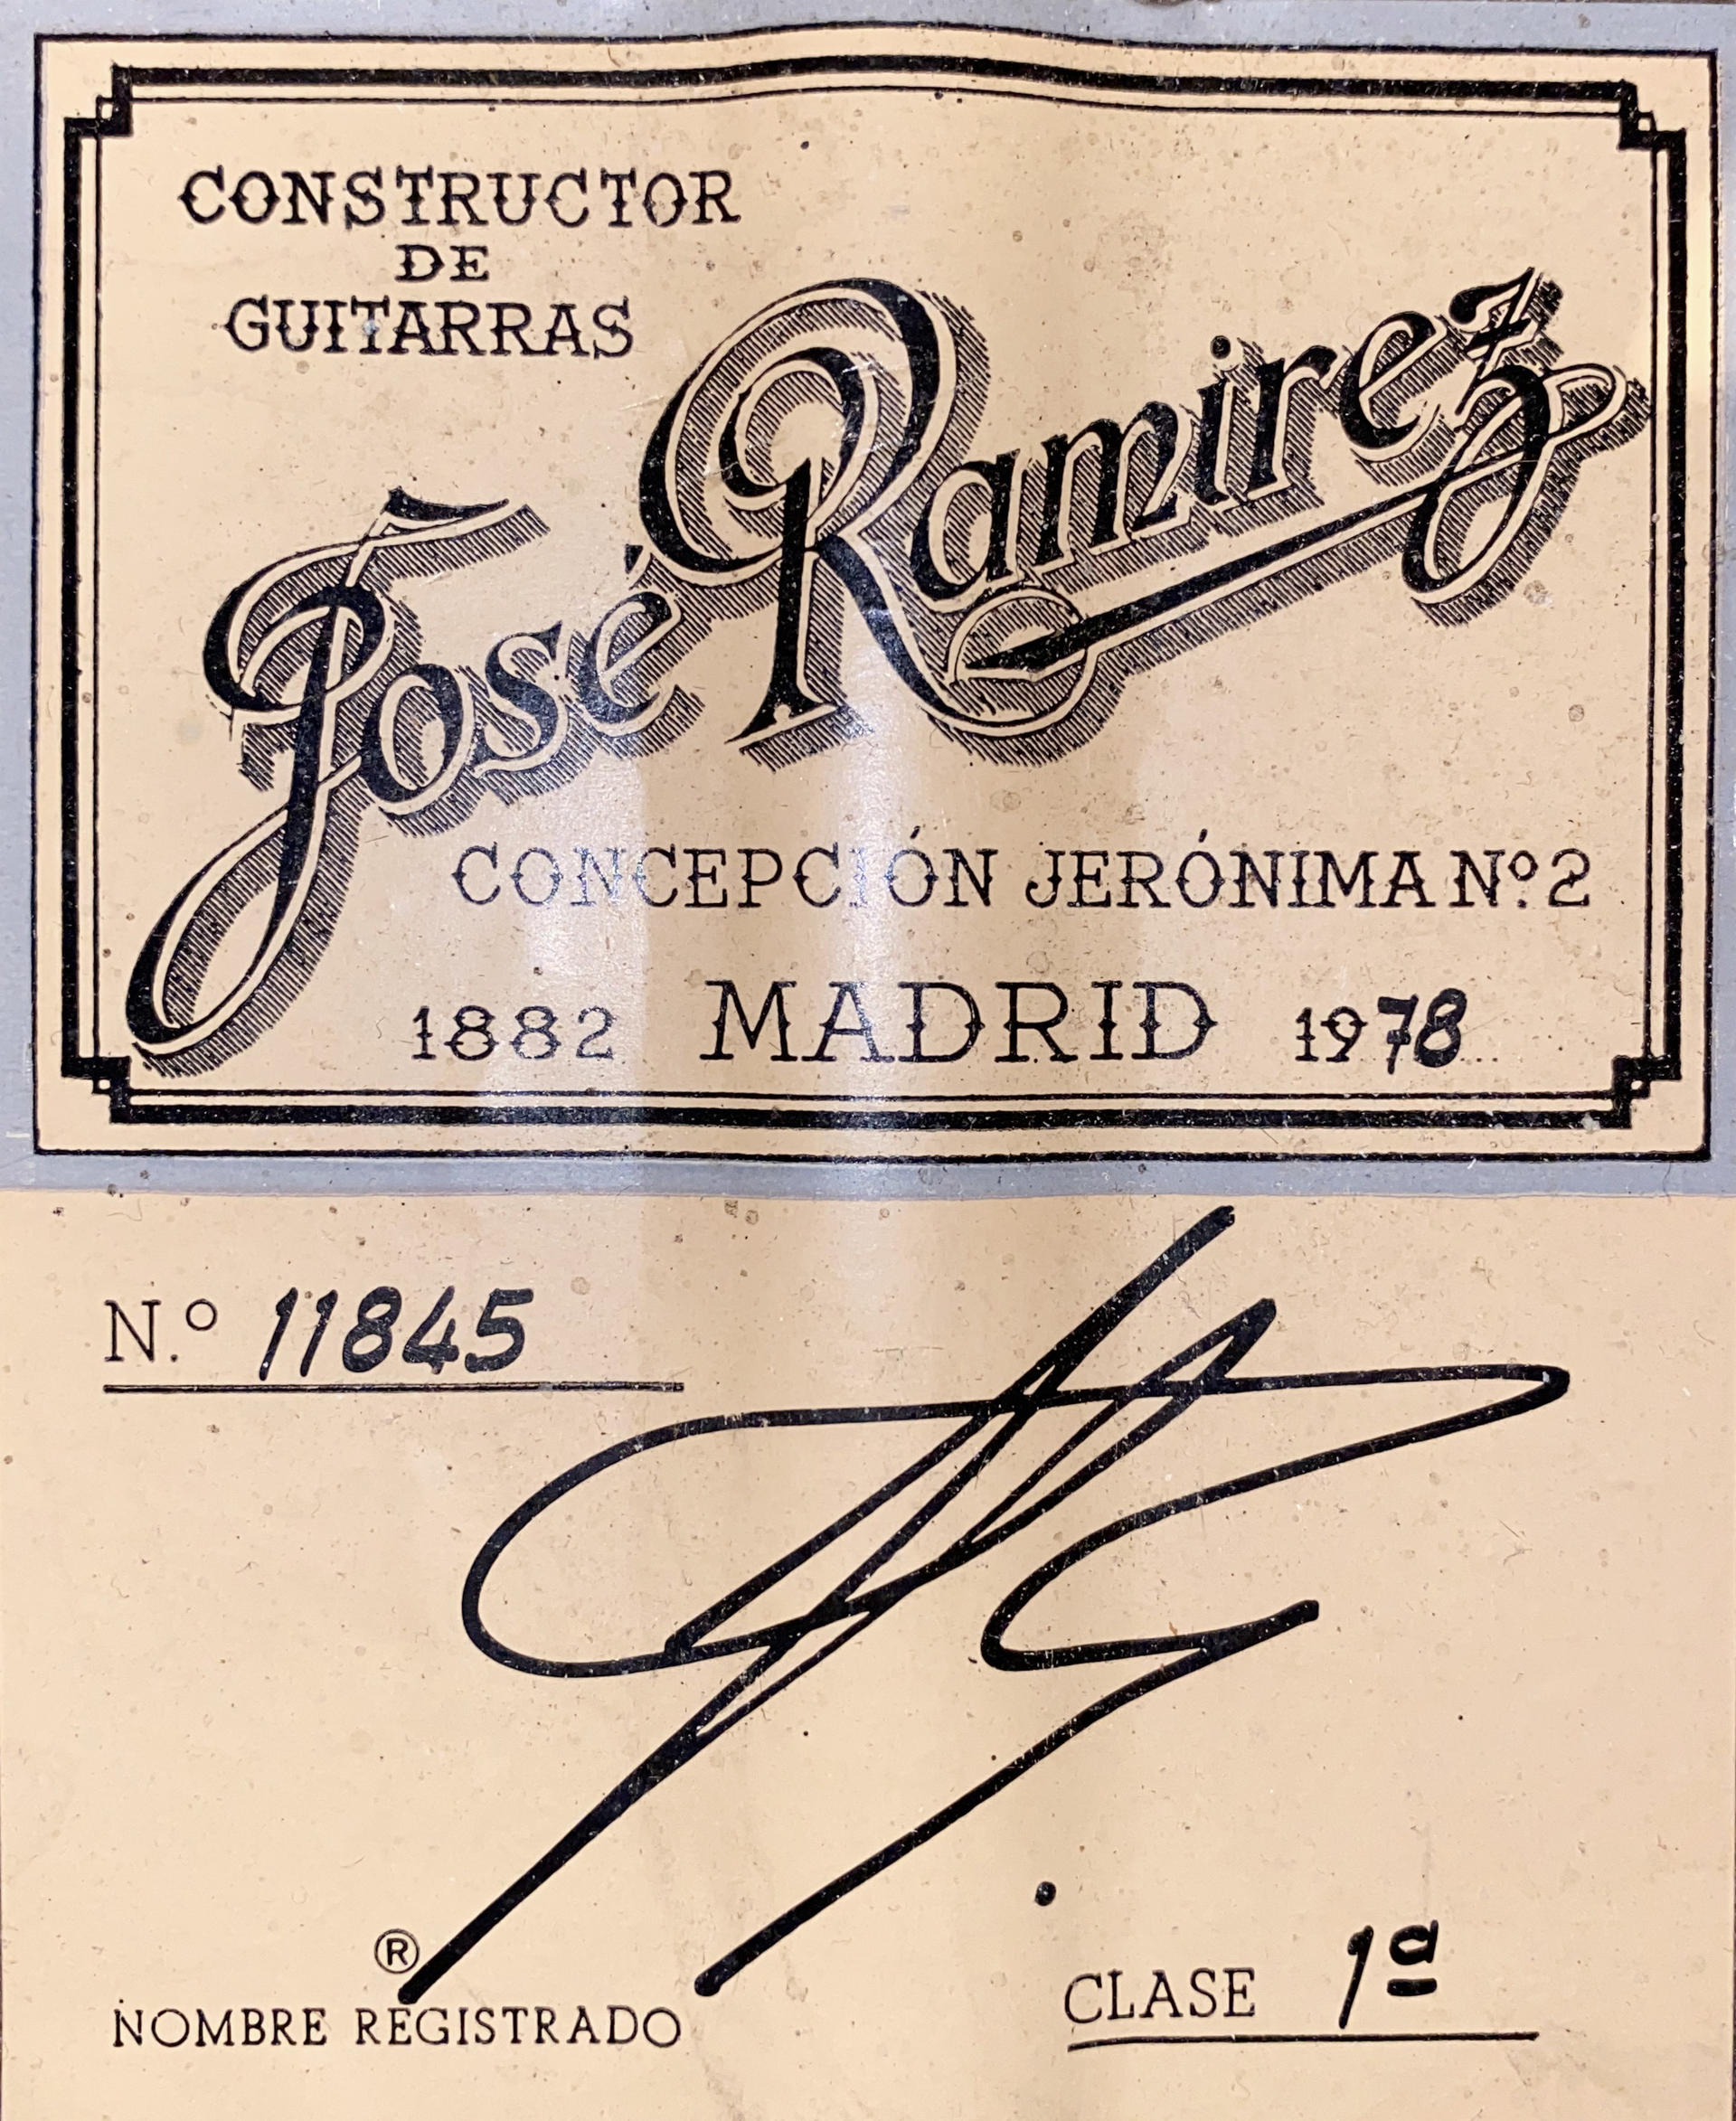 CONSTRUCTOR
DE
GUITARRAS
José Ramirez
CONCEPCIÓN JERÓNIMA Nº. 2
1882 MADRID 1978
N.º 11845
®
NOMBRE REGISTRADO
CLASE 1ª